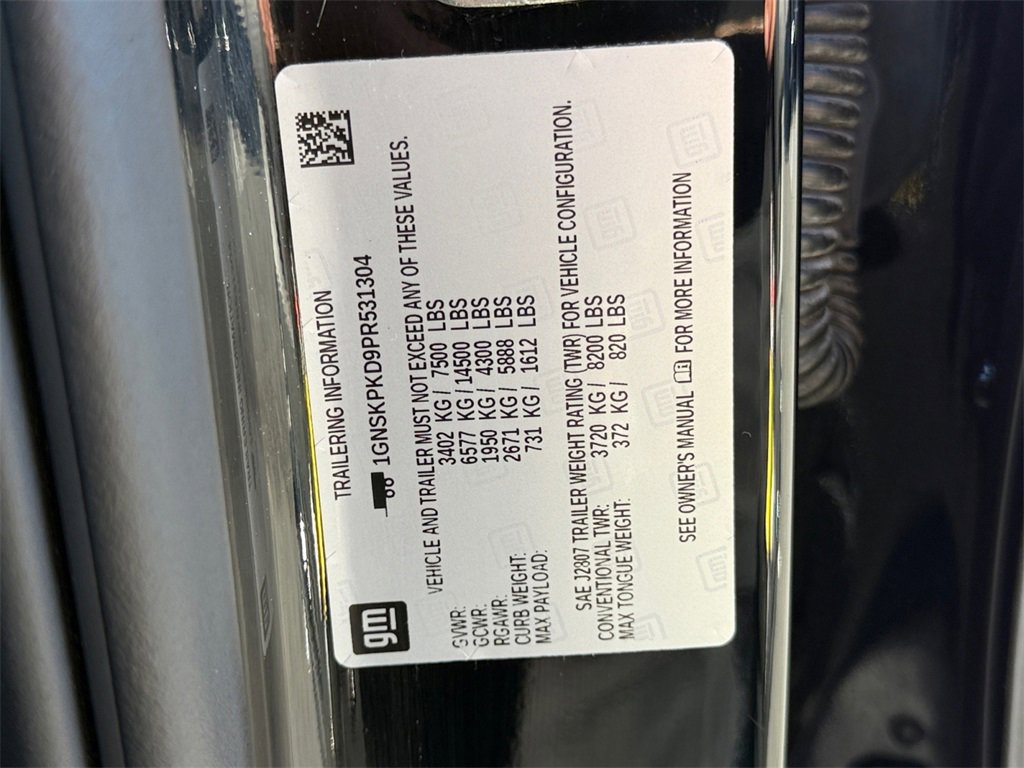 gm
TRAILERING INFORMATION
1GNSKPKD9PR531304
VEHICLE AND TRAILER MUST NOT EXCEED ANY OF THESE VALUES.
GVWR: 3402 KG / 7500 LBS
GCWR: 6577 KG / 14500 LBS
RGAWR: 1950 KG / 4300 LBS
CURB WEIGHT: 2671 KG / 5888 LBS
MAX PAYLOAD: 731 KG / 1612 LBS
SAE J2807 TRAILER WEIGHT RATING (TWR) FOR VEHICLE CONFIGURATION.
CONVENTIONAL TWR: 3720 KG / 8200 LBS
MAX TONGUE WEIGHT: 372 KG / 820 LBS
SEE OWNER'S MANUAL FOR MORE INFORMATION